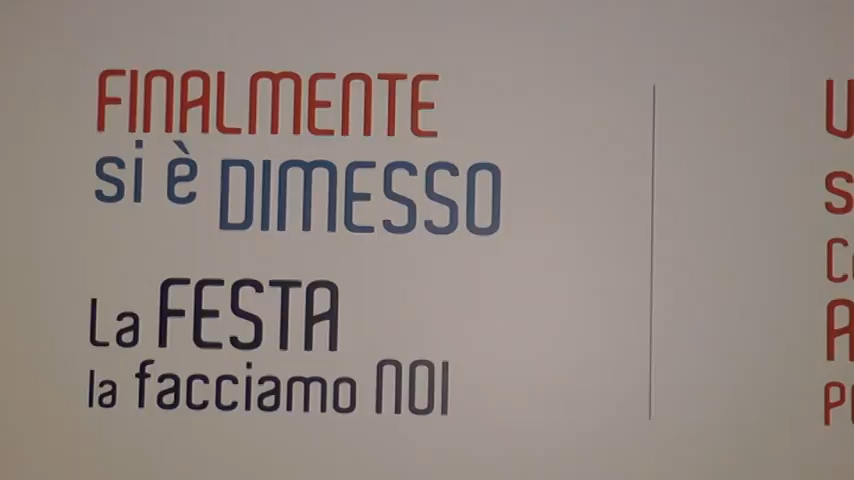 FINALMENTE
si è DIMESSO
La FESTA
la facciamo NOI